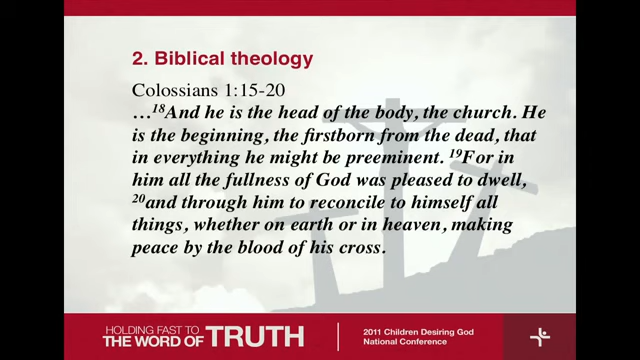 2. Biblical theology
Colossians 1:15-20
…18And he is the head of the body, the church. He
is the beginning, the firstborn from the dead, that
in everything he might be preeminent. 19For in
him all the fullness of God was pleased to dwell,
20and through him to reconcile to himself all
things, whether on earth or in heaven, making
peace by the blood of his cross.
HOLDING FAST TO
THE WORD OF TRUTH
2011 Children Desiring God
National Conference